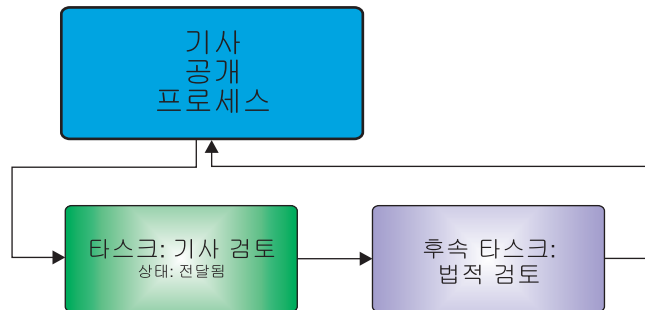 기사
공개
프로세스
타스크: 기사 검토
상태: 전달됨
후속 타스크:
법적 검토